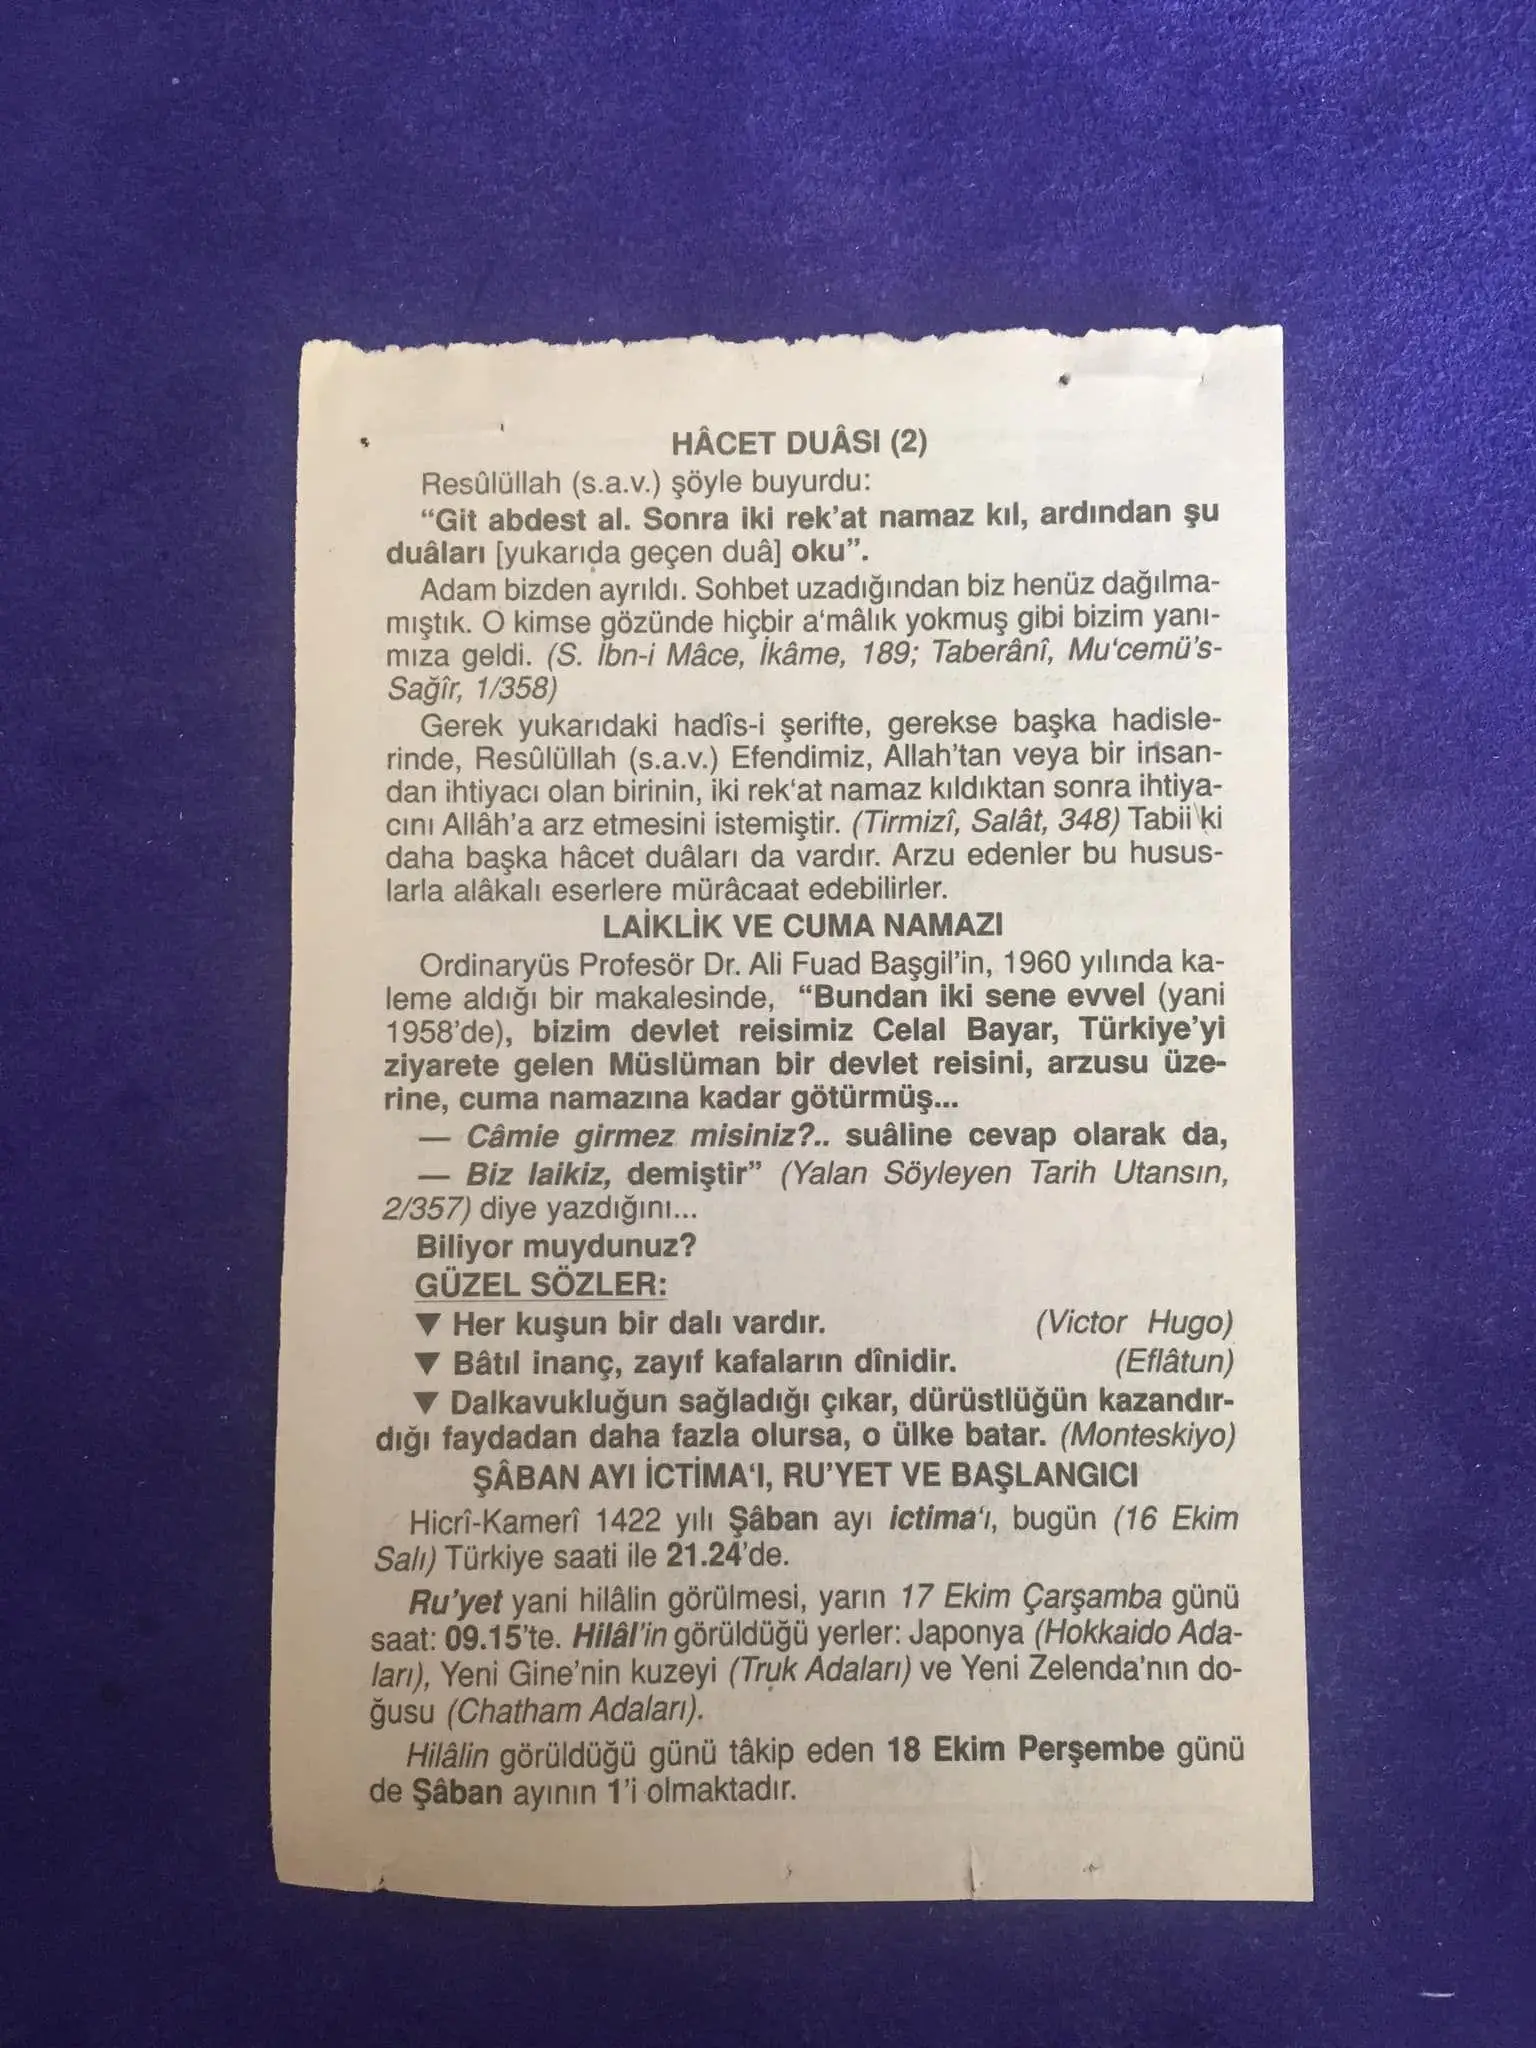 HÂCET DUÂSI (2)
Resûlüllah (s.a.v.) şöyle buyurdu:
“Git abdest al. Sonra iki rek’at namaz kıl, ardından şu
duâları [yukarıda geçen duâ] oku”.
Adam bizden ayrıldı. Sohbet uzadığından biz henüz dağılma-
mıştık. O kimse gözünde hiçbir a‘mâlık yokmuş gibi bizim yanı-
mıza geldi. (S. İbn-i Mâce, İkâme, 189; Taberânî, Mu‘cemü’s-
Sağîr, 1/358)
Gerek yukarıdaki hadîs-i şerifte, gerekse başka hadisle-
rinde, Resûlüllah (s.a.v.) Efendimiz, Allah’tan veya bir insan-
dan ihtiyacı olan birinin, iki rek‘at namaz kıldıktan sonra ihtiya-
cını Allâh’a arz etmesini istemiştir. (Tirmizî, Salât, 348) Tabii ki
daha başka hâcet duâları da vardır. Arzu edenler bu husus-
larla alâkalı eserlere mürâcaat edebilirler.
LAİKLİK VE CUMA NAMAZI
Ordinaryüs Profesör Dr. Ali Fuad Başgil’in, 1960 yılında ka-
leme aldığı bir makalesinde, “Bundan iki sene evvel (yani
1958’de), bizim devlet reisimiz Celal Bayar, Türkiye’yi
ziyarete gelen Müslüman bir devlet reisini, arzusu üze-
rine, cuma namazına kadar götürmüş...
— Câmie girmez misiniz?.. suâline cevap olarak da,
— Biz laikiz, demiştir” (Yalan Söyleyen Tarih Utansın,
2/357) diye yazdığını...
Biliyor muydunuz?
GÜZEL SÖZLER:
▼ Her kuşun bir dalı vardır. (Victor Hugo)
▼ Bâtıl inanç, zayıf kafaların dînidir. (Eflâtun)
▼ Dalkavukluğun sağladığı çıkar, dürüstlüğün kazandır-
dığı faydadan daha fazla olursa, o ülke batar. (Monteskiyo)
ŞÂBAN AYI İCTİMA‘I, RU’YET VE BAŞLANGICI
Hicrî-Kamerî 1422 yılı Şâban ayı ictima‘ı, bugün (16 Ekim
Salı) Türkiye saati ile 21.24’de.
Ru’yet yani hilâlin görülmesi, yarın 17 Ekim Çarşamba günü
saat: 09.15’te. Hilâl’in görüldüğü yerler: Japonya (Hokkaido Ada-
ları), Yeni Gine’nin kuzeyi (Truk Adaları) ve Yeni Zelenda’nın do-
ğusu (Chatham Adaları).
Hilâlin görüldüğü günü tâkip eden 18 Ekim Perşembe günü
de Şâban ayının 1’i olmaktadır.